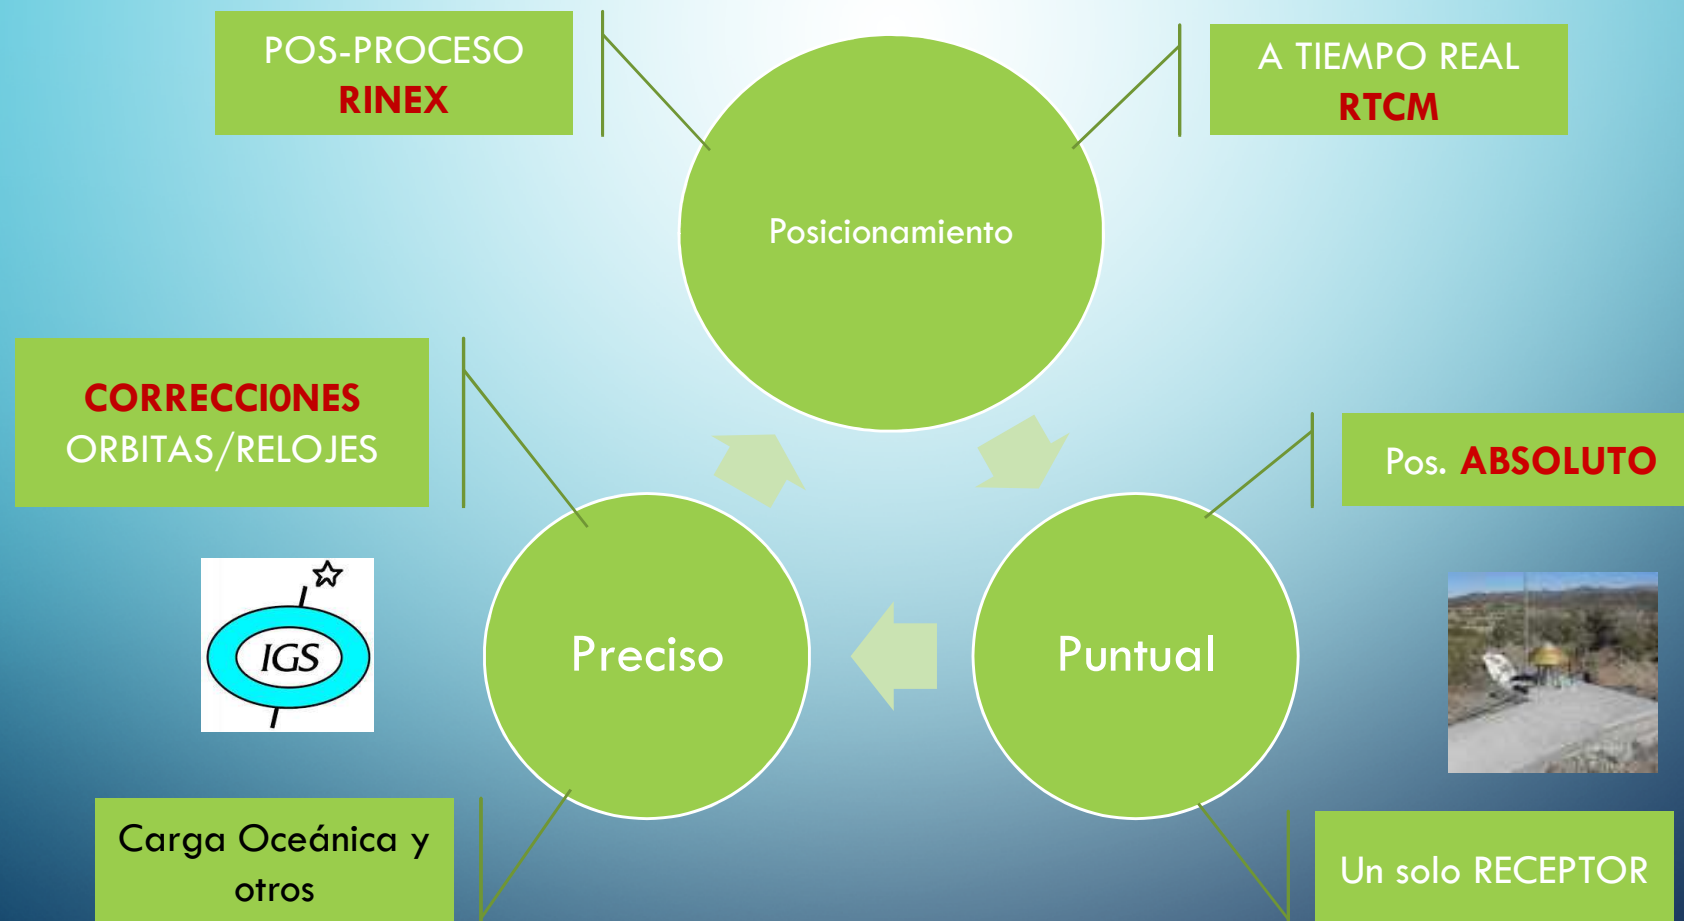 POS-PROCESO
RINEX
A TIEMPO REAL
RTCM
Posicionamiento
CORRECCI0NES
ORBITAS/RELOJES
Pos. ABSOLUTO
IGS
Preciso
Puntual
Carga Oceánica y
otros
Un solo RECEPTOR